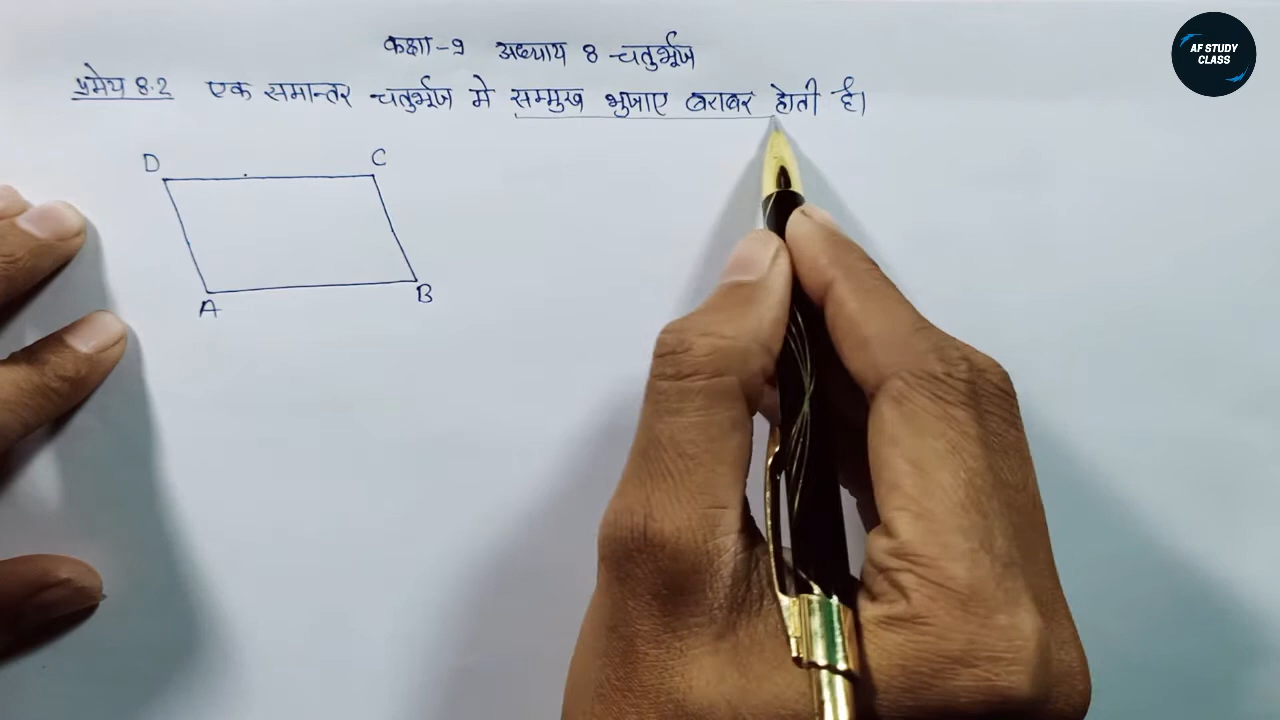 कक्षा-9 अध्याय 8 चतुर्भुज
प्रमेय 8.2 एक समान्तर चतुर्भुज मे सम्मुख भुजाए बराबर होती है।
D C
A B
AF STUDY
CLASS